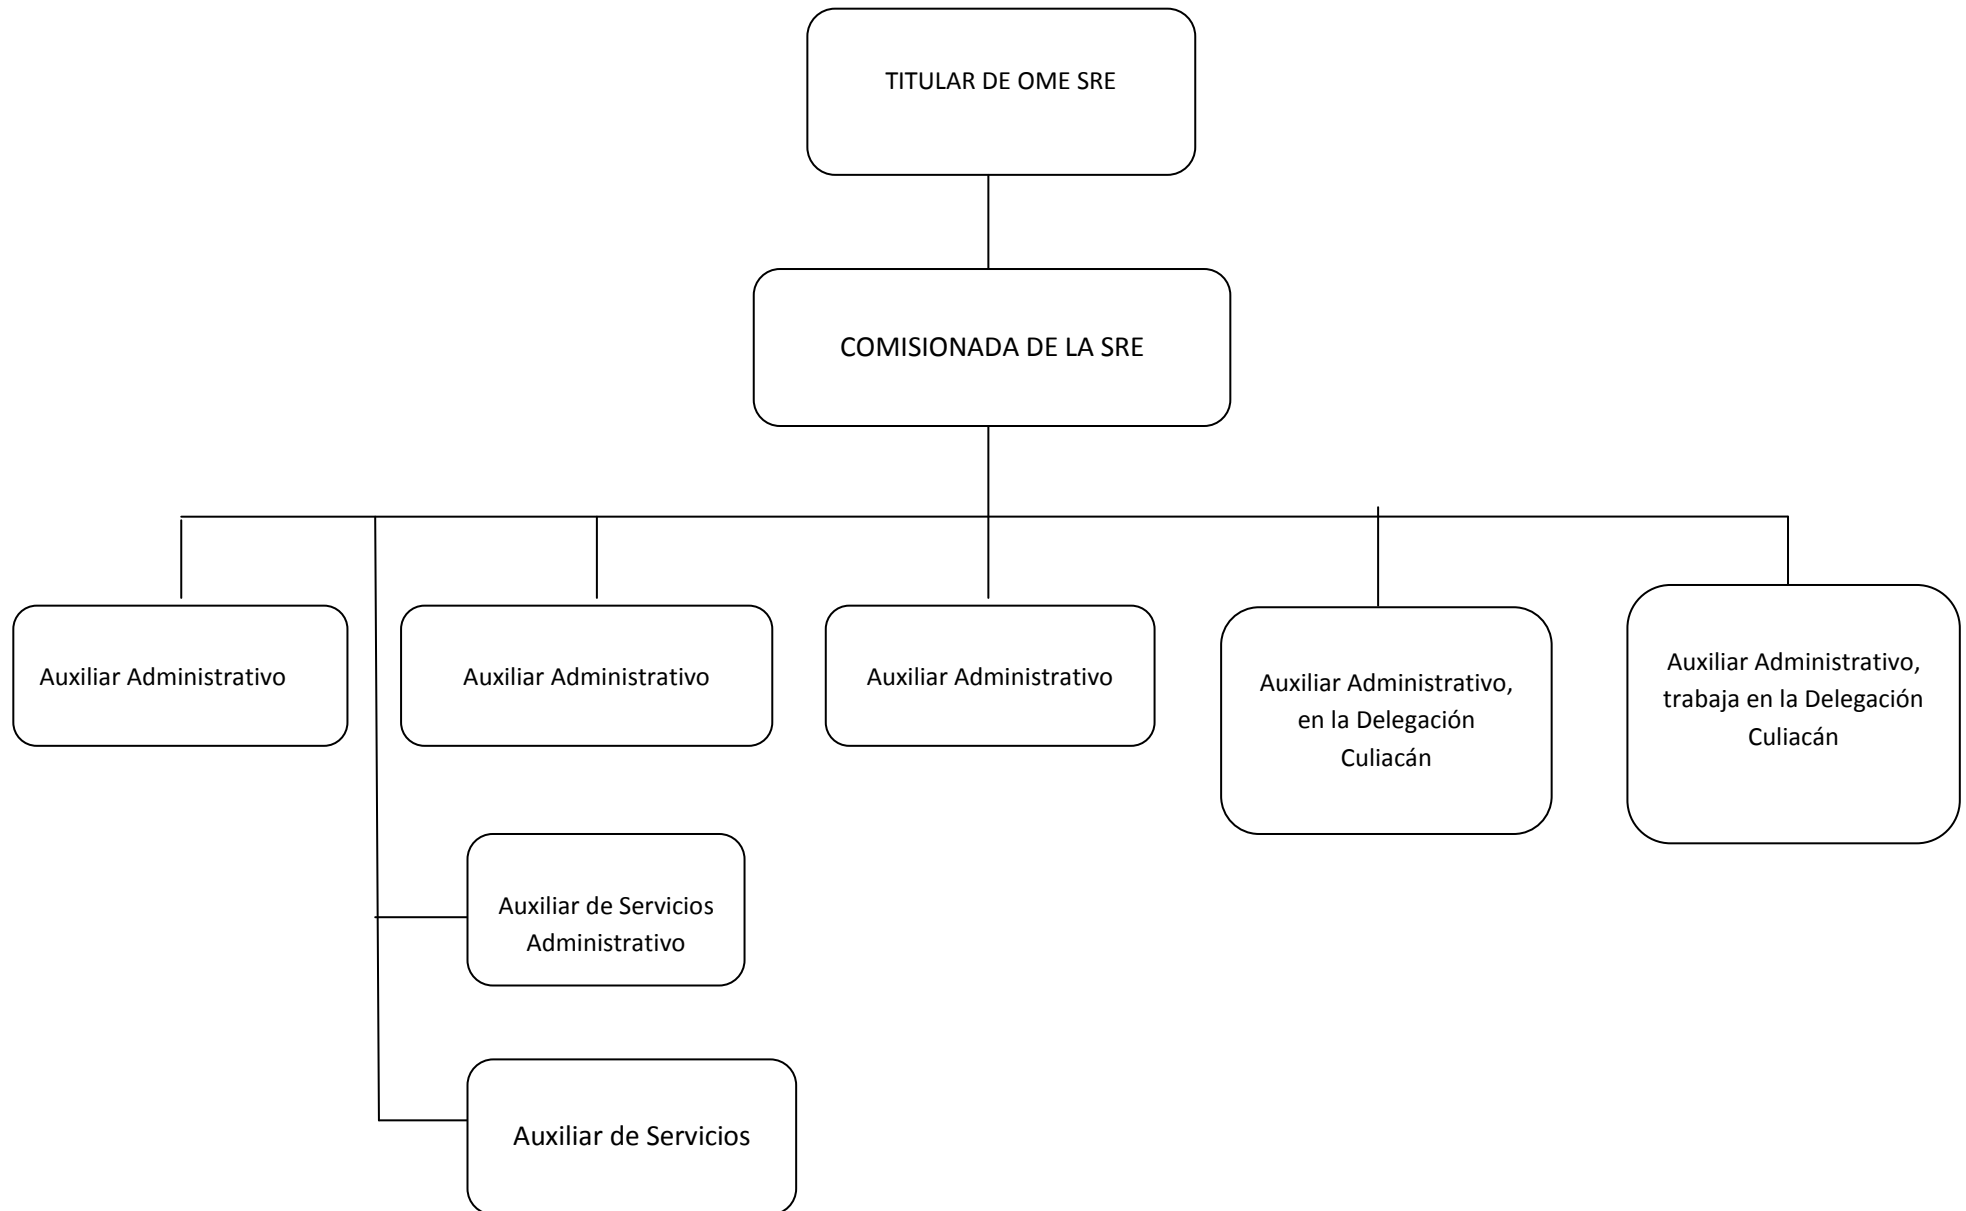 TITULAR DE OME SRE
COMISIONADA DE LA SRE
Auxiliar Administrativo
Auxiliar Administrativo
Auxiliar Administrativo
Auxiliar Administrativo,
en la Delegación
Culiacán
Auxiliar Administrativo,
trabaja en la Delegación
Culiacán
Auxiliar de Servicios
Administrativo
Auxiliar de Servicios